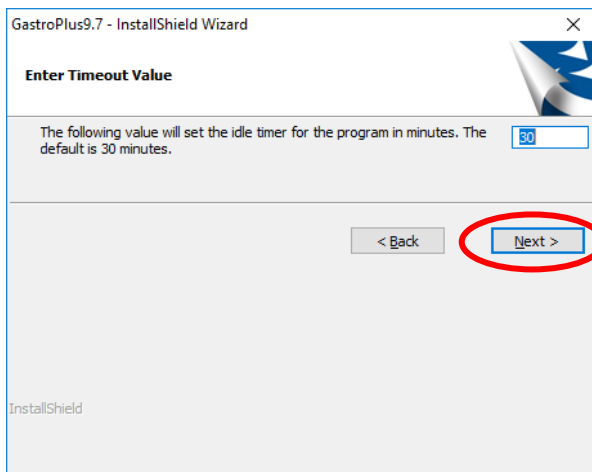 GastroPlus9.7 - InstallShield Wizard
Enter Timeout Value
The following value will set the idle timer for the program in minutes. The
default is 30 minutes.
30
< Back
Next >
InstallShield